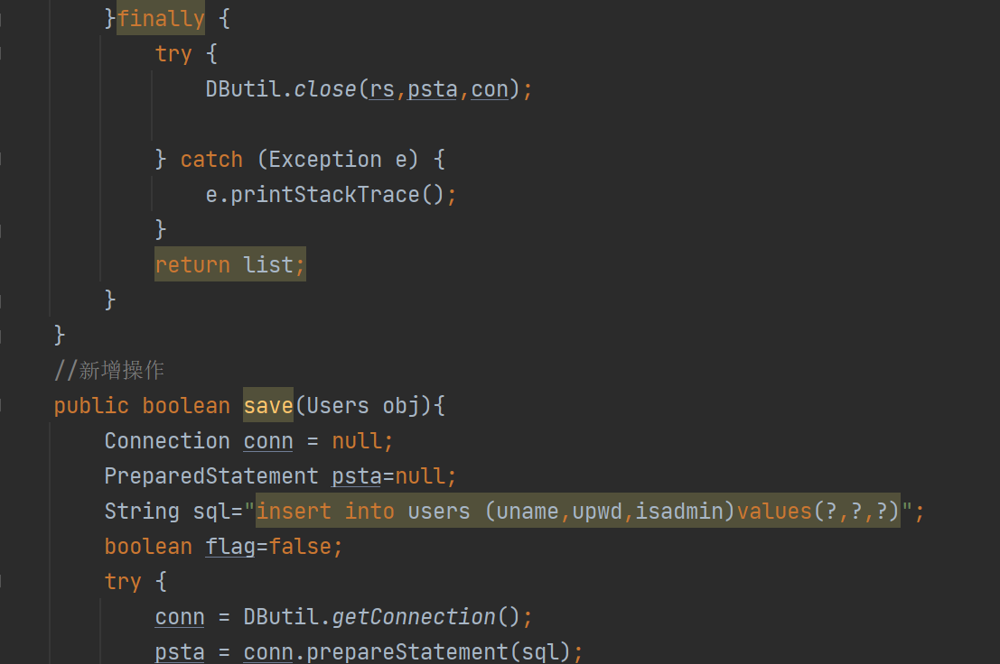 }finally {
try {
DButil.close(rs,psta,con);
} catch (Exception e) {
e.printStackTrace();
}
return list;
}
}
//新增操作
public boolean save(Users obj){
Connection conn = null;
PreparedStatement psta=null;
String sql="insert into users (uname,upwd,isadmin)values(?,?,?)";
boolean flag=false;
try {
conn = DButil.getConnection();
psta = conn.prepareStatement(sql);